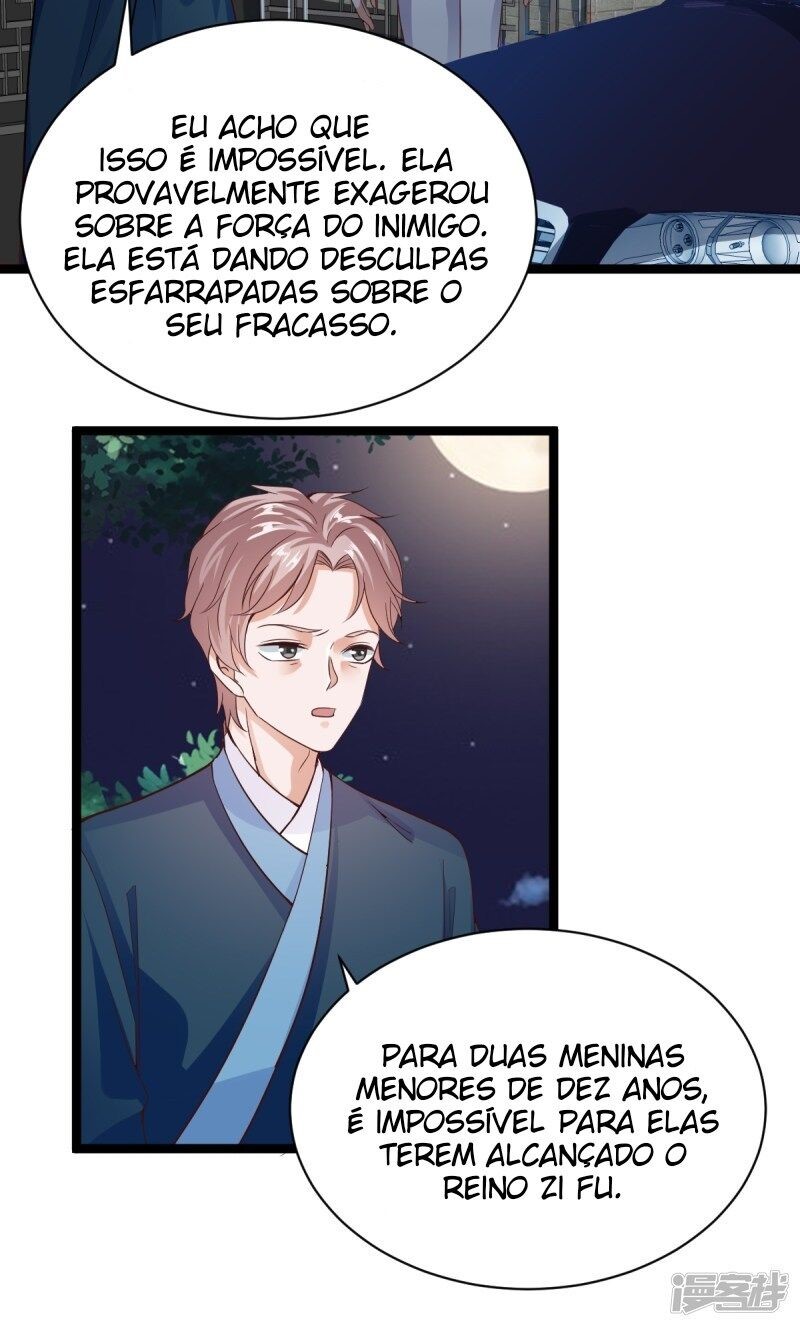 EU ACHO QUE
ISSO É IMPOSSÍVEL. ELA
PROVAVELMENTE EXAGEROU
SOBRE A FORÇA DO INIMIGO.
ELA ESTÁ DANDO DESCULPAS
ESFARRAPADAS SOBRE O
SEU FRACASSO.
PARA DUAS MENINAS
MENORES DE DEZ ANOS,
É IMPOSSÍVEL PARA ELAS
TEREM ALCANÇADO O
REINO ZI FU.
漫客栈